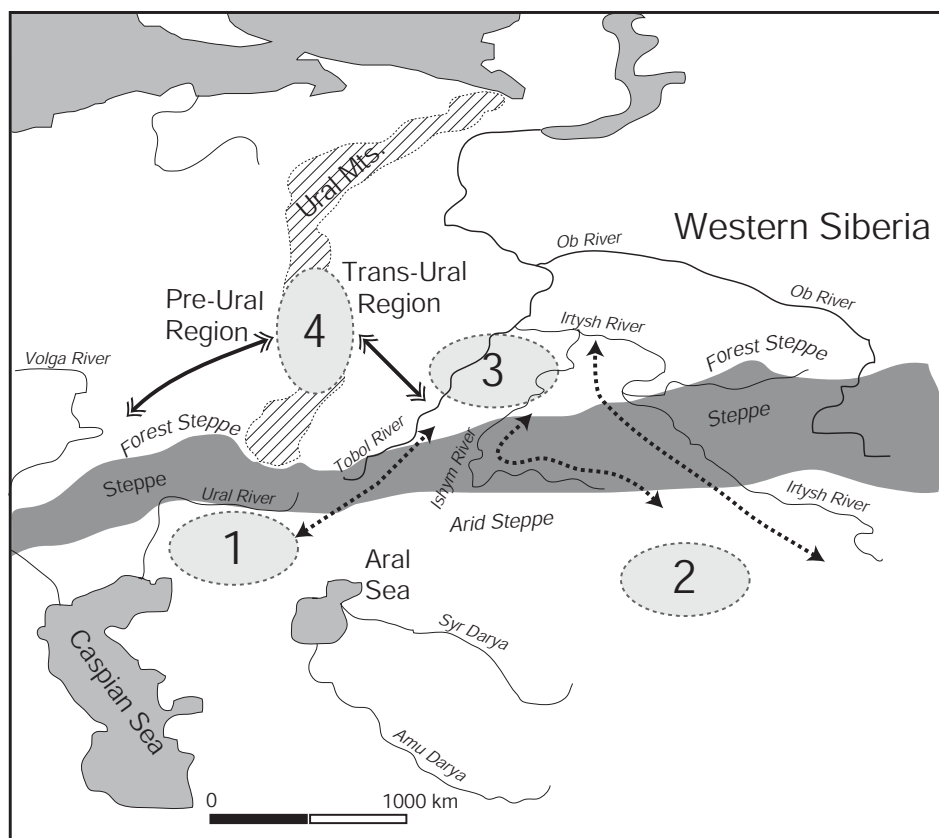 Ural Mts.
Western Siberia
Ob River
Trans-Ural
Region
Pre-Ural
Region
Ob River
Irtysh River
4
Volga River
3
Forest Steppe
Forest Steppe
Steppe
Tobol River
Ishym River
Steppe
Ural River
Irtysh River
Arid Steppe
1
Aral
Sea
2
Syr Darya
Caspian Sea
Amu Darya
0
1000 km